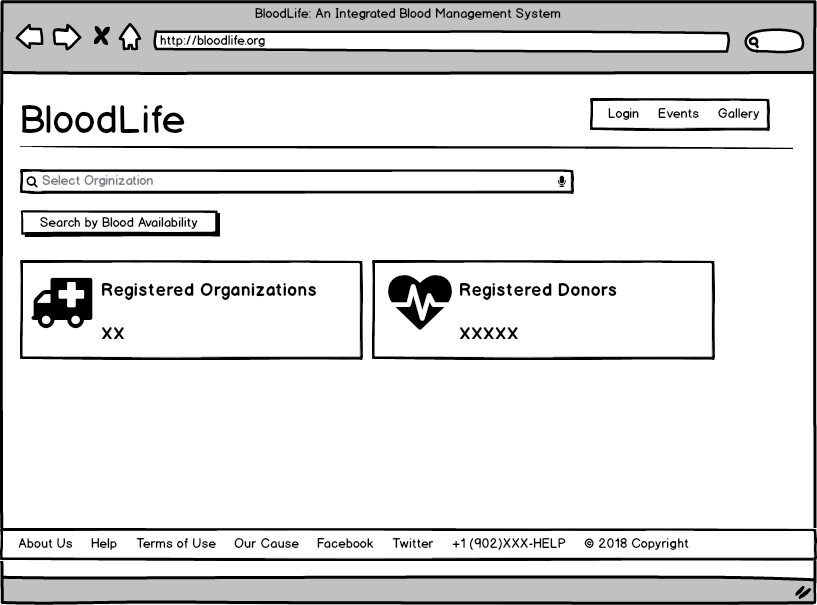 BloodLife: An Integrated Blood Management System
http://bloodlife.org
BloodLife
Login Events Gallery
Select Orginization
Search by Blood Availability
Registered Organizations
XX
Registered Donors
XXXXX
About Us Help Terms of Use Our Cause Facebook Twitter +1 (902)XXX-HELP © 2018 Copyright